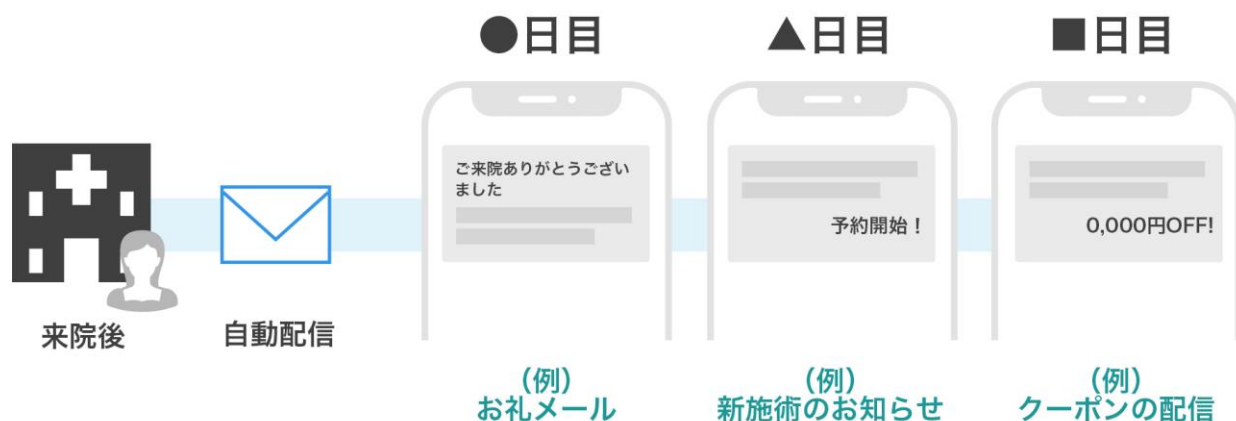 ●日目
▲日目
■日目
ご来院ありがとうござい
ました
予約開始！
0,000円OFF!
来院後
自動配信
（例）
お礼メール
（例）
新施術のお知らせ
（例）
クーポンの配信